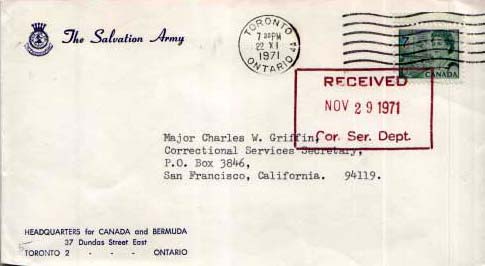 The Salvation Army
TORONTO
7 30 PM
22 XI
1971
ONTARIO
7
CANADA
RECEIVED
NOV 29 1971
Cor. Ser. Dept.
Major Charles W. Griffin,
Correctional Services Secretary,
P.O. Box 3846,
San Francisco, California. 94119.
HEADQUARTERS for CANADA and BERMUDA
37 Dundas Street East
TORONTO 2 - - - ONTARIO